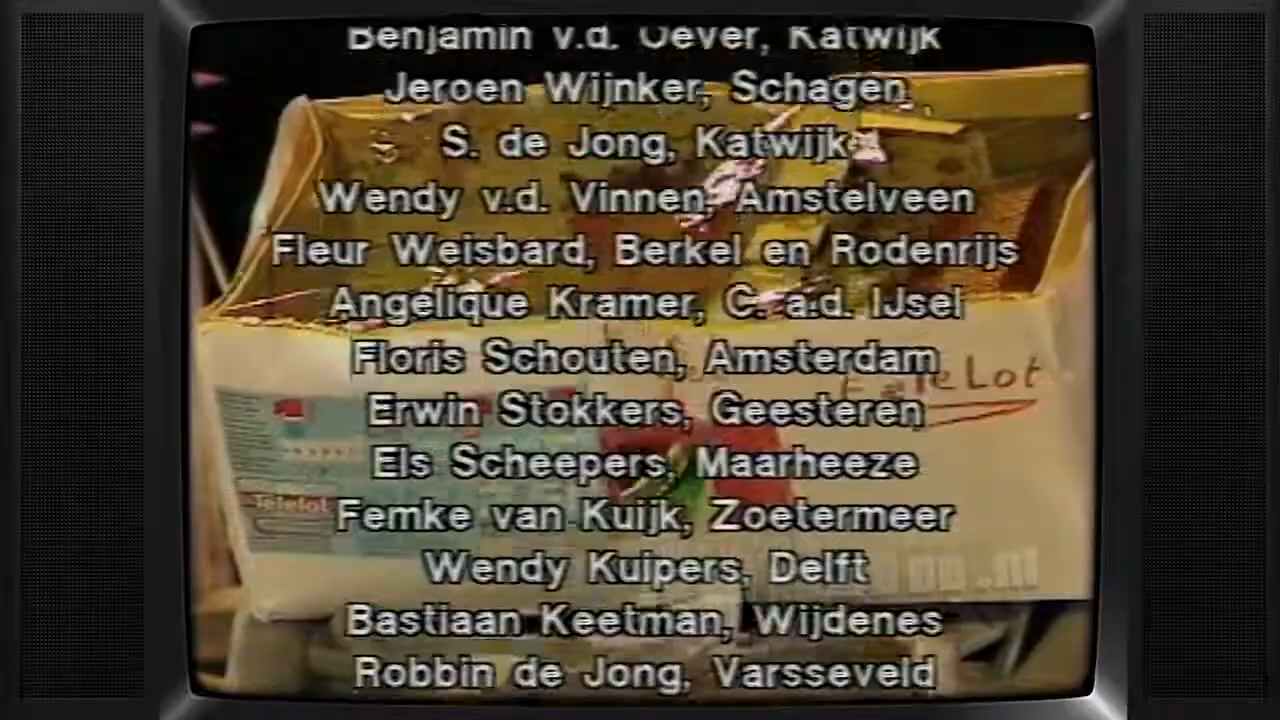 Benjamin v.d. Oever, Katwijk
Jeroen Wijnker, Schagen
S. de Jong, Katwijk
Wendy v.d. Vinnen, Amstelveen
Fleur Weisbard, Berkel en Rodenrijs
Angelique Kramer, C. a.d. IJsel
Floris Schouten, Amsterdam
TeleLot
Erwin Stokkers, Geesteren
Els Scheepers, Maarheeze
Telelot
Femke van Kuijk, Zoetermeer
Wendy Kuipers, Delft
Bastiaan Keetman, Wijdenes
Robbin de Jong, Varsseveld